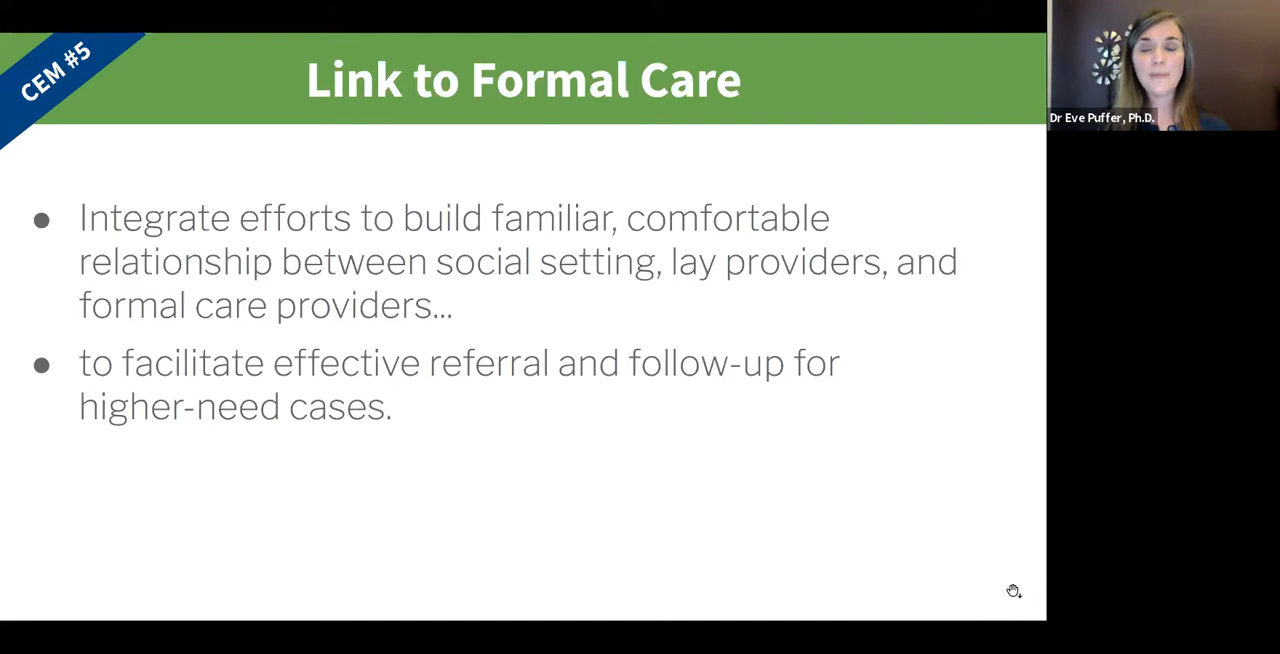 CEM #5
Link to Formal Care
Dr Eve Puffer, Ph.D.
● Integrate efforts to build familiar, comfortable
relationship between social setting, lay providers, and
formal care providers...
● to facilitate effective referral and follow-up for
higher-need cases.